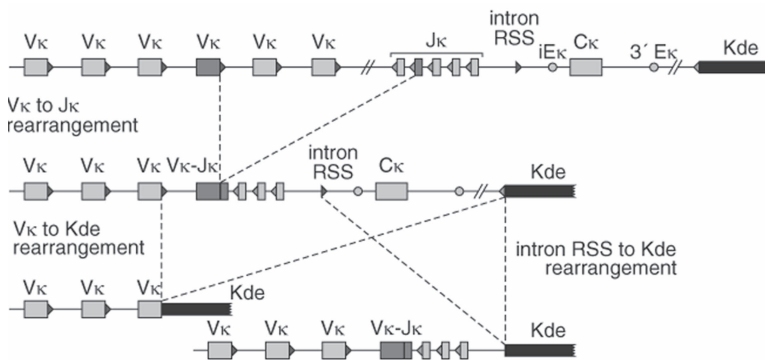 Vκ Vκ Vκ Vκ Vκ Vκ Jκ intron RSS iEκ Cκ 3´ Eκ Kde
Vκ to Jκ
rearrangement
Vκ Vκ Vκ Vκ-Jκ intron RSS Cκ Kde
Vκ to Kde
rearrangement
intron RSS to Kde
rearrangement
Vκ Vκ Vκ Kde
Vκ Vκ Vκ Vκ-Jκ Kde